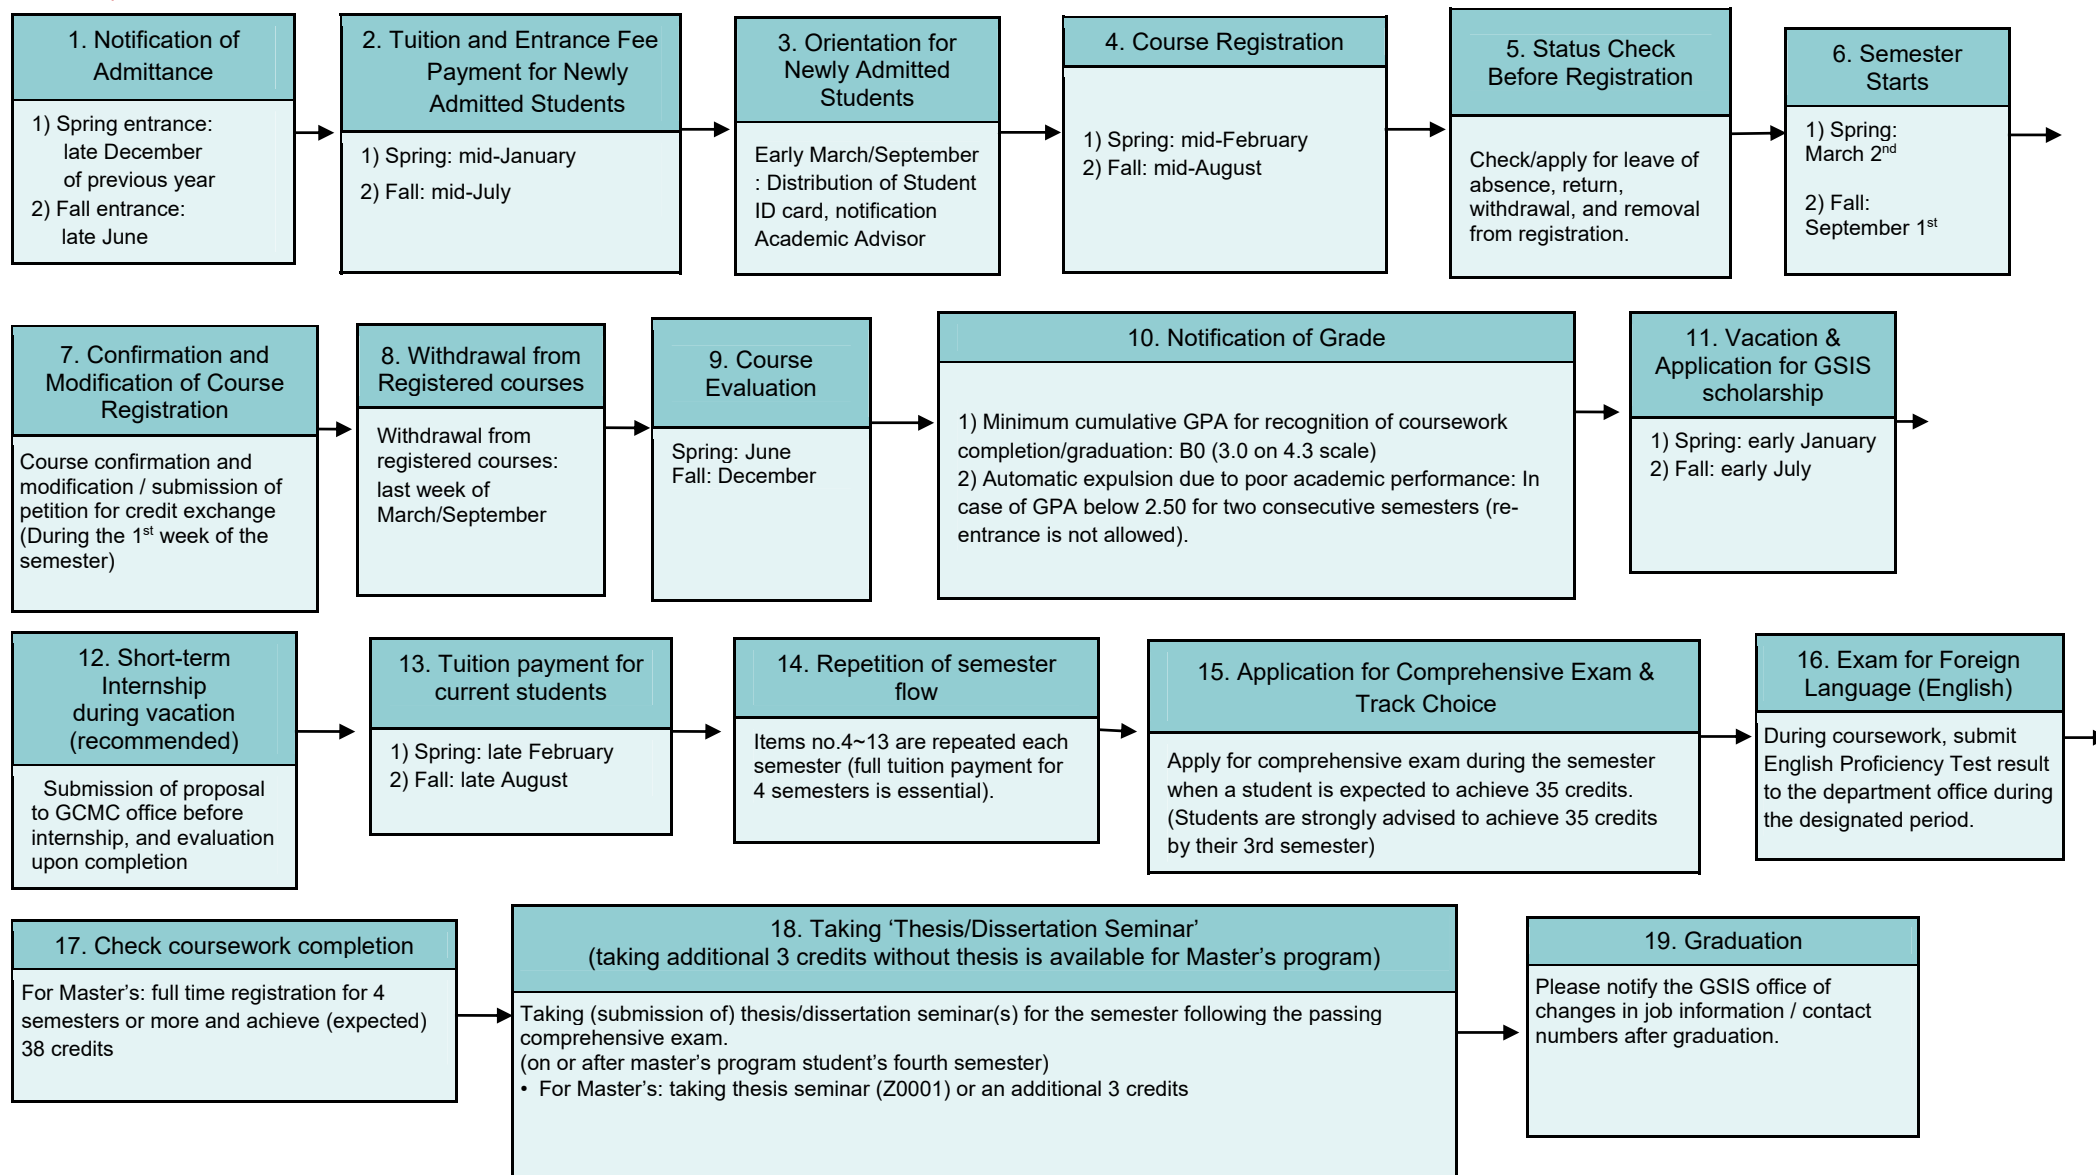 1. Notification of
Admittance
1) Spring entrance:
late December
of previous year
2) Fall entrance:
late June
2. Tuition and Entrance Fee
Payment for Newly
Admitted Students
1) Spring: mid-January
2) Fall: mid-July
3. Orientation for
Newly Admitted
Students
Early March/September
: Distribution of Student
ID card, notification
Academic Advisor
4. Course Registration
1) Spring: mid-February
2) Fall: mid-August
5. Status Check
Before Registration
Check/apply for leave of
absence, return,
withdrawal, and removal
from registration.
6. Semester
Starts
1) Spring:
March 2nd
2) Fall:
September 1st
7. Confirmation and
Modification of Course
Registration
Course confirmation and
modification / submission of
petition for credit exchange
(During the 1st week of the
semester)
8. Withdrawal from
Registered courses
Withdrawal from
registered courses:
last week of
March/September
9. Course
Evaluation
Spring: June
Fall: December
10. Notification of Grade
1) Minimum cumulative GPA for recognition of coursework
completion/graduation: B0 (3.0 on 4.3 scale)
2) Automatic expulsion due to poor academic performance: In
case of GPA below 2.50 for two consecutive semesters (re-
entrance is not allowed).
11. Vacation &
Application for GSIS
scholarship
1) Spring: early January
2) Fall: early July
12. Short-term
Internship
during vacation
(recommended)
Submission of proposal
to GCMC office before
internship, and evaluation
upon completion
13. Tuition payment for
current students
1) Spring: late February
2) Fall: late August
14. Repetition of semester
flow
Items no.4~13 are repeated each
semester (full tuition payment for
4 semesters is essential).
15. Application for Comprehensive Exam &
Track Choice
Apply for comprehensive exam during the semester
when a student is expected to achieve 35 credits.
(Students are strongly advised to achieve 35 credits
by their 3rd semester)
16. Exam for Foreign
Language (English)
During coursework, submit
English Proficiency Test result
to the department office during
the designated period.
17. Check coursework completion
For Master's: full time registration for 4
semesters or more and achieve (expected)
38 credits
18. Taking ‘Thesis/Dissertation Seminar’
(taking additional 3 credits without thesis is available for Master’s program)
Taking (submission of) thesis/dissertation seminar(s) for the semester following the passing
comprehensive exam.
(on or after master’s program student’s fourth semester)
• For Master’s: taking thesis seminar (Z0001) or an additional 3 credits
19. Graduation
Please notify the GSIS office of
changes in job information / contact
numbers after graduation.